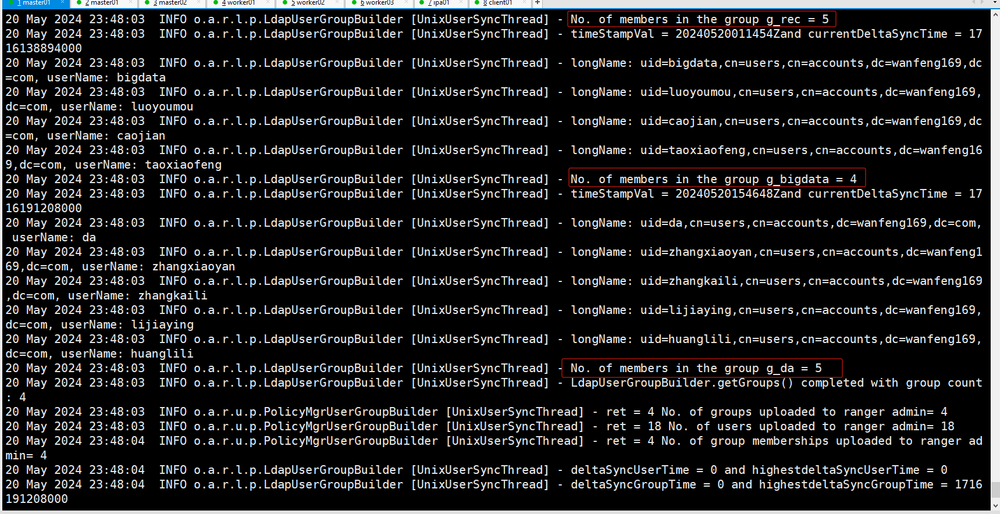 1 master01 × 2 master01 × 3 master02 × 4 worker01 × 5 worker02 × 6 worker03 × 7 ipa01 × 8 client01 × +
20 May 2024 23:48:03  INFO o.a.r.l.p.LdapUserGroupBuilder [UnixUserSyncThread] - No. of members in the group g_rec = 5
20 May 2024 23:48:03  INFO o.a.r.l.p.LdapUserGroupBuilder [UnixUserSyncThread] - timeStampVal = 20240520011454Zand currentDeltaSyncTime = 17
16138894000
20 May 2024 23:48:03  INFO o.a.r.l.p.LdapUserGroupBuilder [UnixUserSyncThread] - longName: uid=bigdata,cn=users,cn=accounts,dc=wanfeng169,dc
=com, userName: bigdata
20 May 2024 23:48:03  INFO o.a.r.l.p.LdapUserGroupBuilder [UnixUserSyncThread] - longName: uid=luoyoumou,cn=users,cn=accounts,dc=wanfeng169,
dc=com, userName: luoyoumou
20 May 2024 23:48:03  INFO o.a.r.l.p.LdapUserGroupBuilder [UnixUserSyncThread] - longName: uid=caojian,cn=users,cn=accounts,dc=wanfeng169,dc
=com, userName: caojian
20 May 2024 23:48:03  INFO o.a.r.l.p.LdapUserGroupBuilder [UnixUserSyncThread] - longName: uid=taoxiaofeng,cn=users,cn=accounts,dc=wanfeng16
9,dc=com, userName: taoxiaofeng
20 May 2024 23:48:03  INFO o.a.r.l.p.LdapUserGroupBuilder [UnixUserSyncThread] - No. of members in the group g_bigdata = 4
20 May 2024 23:48:03  INFO o.a.r.l.p.LdapUserGroupBuilder [UnixUserSyncThread] - timeStampVal = 20240520154648Zand currentDeltaSyncTime = 17
16191208000
20 May 2024 23:48:03  INFO o.a.r.l.p.LdapUserGroupBuilder [UnixUserSyncThread] - longName: uid=da,cn=users,cn=accounts,dc=wanfeng169,dc=com,
 userName: da
20 May 2024 23:48:03  INFO o.a.r.l.p.LdapUserGroupBuilder [UnixUserSyncThread] - longName: uid=zhangxiaoyan,cn=users,cn=accounts,dc=wanfeng1
69,dc=com, userName: zhangxiaoyan
20 May 2024 23:48:03  INFO o.a.r.l.p.LdapUserGroupBuilder [UnixUserSyncThread] - longName: uid=zhangkaili,cn=users,cn=accounts,dc=wanfeng169
,dc=com, userName: zhangkaili
20 May 2024 23:48:03  INFO o.a.r.l.p.LdapUserGroupBuilder [UnixUserSyncThread] - longName: uid=lijiaying,cn=users,cn=accounts,dc=wanfeng169,
dc=com, userName: lijiaying
20 May 2024 23:48:03  INFO o.a.r.l.p.LdapUserGroupBuilder [UnixUserSyncThread] - longName: uid=huanglili,cn=users,cn=accounts,dc=wanfeng169,
dc=com, userName: huanglili
20 May 2024 23:48:03  INFO o.a.r.l.p.LdapUserGroupBuilder [UnixUserSyncThread] - No. of members in the group g_da = 5
20 May 2024 23:48:03  INFO o.a.r.l.p.LdapUserGroupBuilder [UnixUserSyncThread] - LdapUserGroupBuilder.getGroups() completed with group count
: 4
20 May 2024 23:48:03  INFO o.a.r.u.p.PolicyMgrUserGroupBuilder [UnixUserSyncThread] - ret = 4 No. of groups uploaded to ranger admin= 4
20 May 2024 23:48:03  INFO o.a.r.u.p.PolicyMgrUserGroupBuilder [UnixUserSyncThread] - ret = 18 No. of users uploaded to ranger admin= 18
20 May 2024 23:48:04  INFO o.a.r.u.p.PolicyMgrUserGroupBuilder [UnixUserSyncThread] - ret = 4 No. of group memberships uploaded to ranger ad
min= 4
20 May 2024 23:48:04  INFO o.a.r.l.p.LdapUserGroupBuilder [UnixUserSyncThread] - deltaSyncUserTime = 0 and highestdeltaSyncUserTime = 0
20 May 2024 23:48:04  INFO o.a.r.l.p.LdapUserGroupBuilder [UnixUserSyncThread] - deltaSyncGroupTime = 0 and highestdeltaSyncGroupTime = 1716
191208000